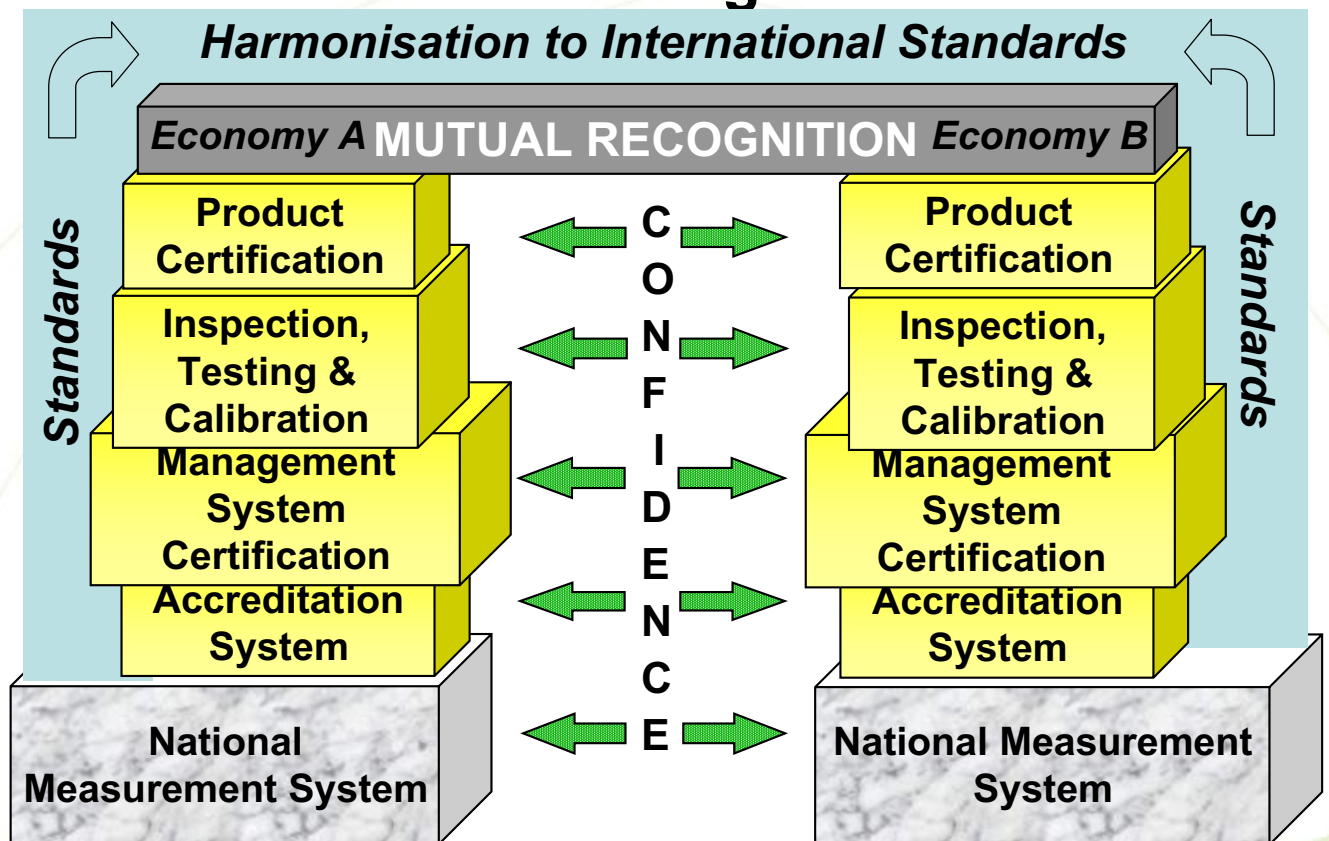 Harmonisation to International Standards
Economy A MUTUAL RECOGNITION Economy B
Standards
Product
Certification
Inspection,
Testing &
Calibration
Management
System
Certification
Accreditation
System
National
Measurement System
C
O
N
F
I
D
E
N
C
E
Product
Certification
Inspection,
Testing &
Calibration
Management
System
Certification
Accreditation
System
National Measurement
System
Standards